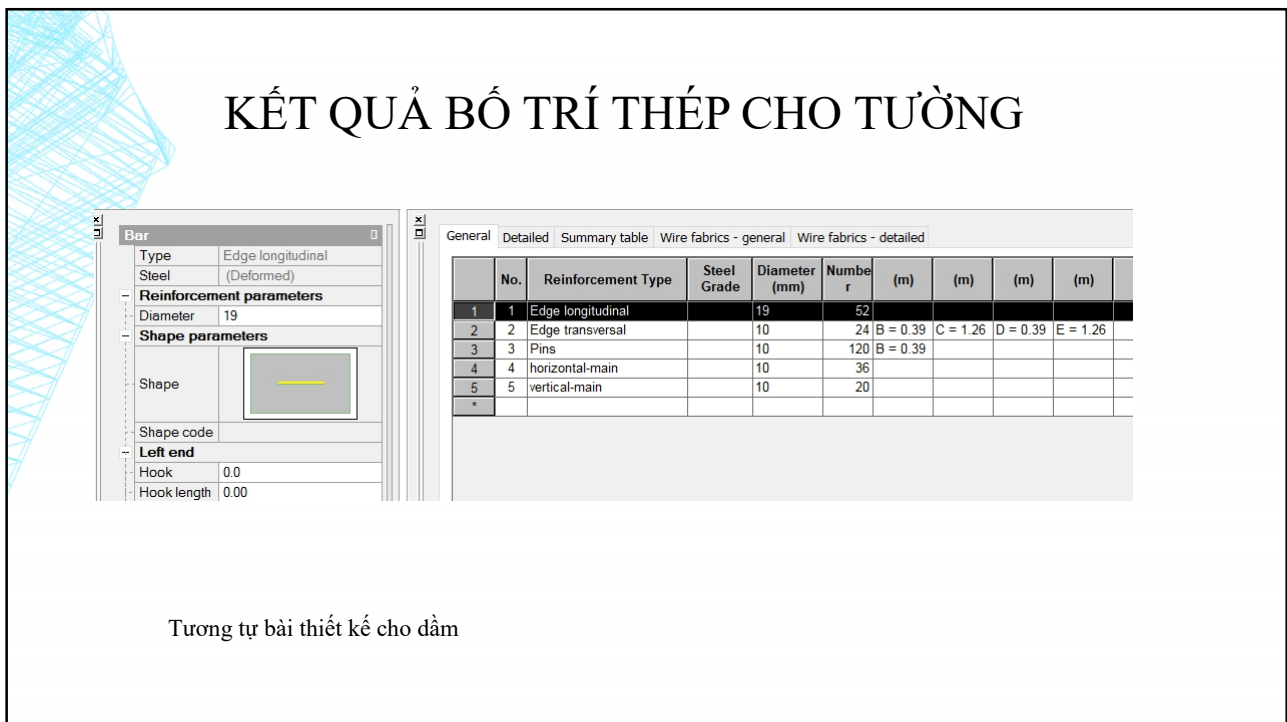 KẾT QUẢ BỐ TRÍ THÉP CHO TƯỜNG
Bar
Type Edge longitudinal
Steel (Deformed)
Reinforcement parameters
Diameter 19
Shape parameters
Shape
Shape code
Left end
Hook 0.0
Hook length 0.00
General Detailed Summary table Wire fabrics - general Wire fabrics - detailed
No. Reinforcement Type Steel Grade Diameter (mm) Number (m) (m) (m) (m)
1 1 Edge longitudinal 19 52
2 2 Edge transversal 10 24 B = 0.39 C = 1.26 D = 0.39 E = 1.26
3 3 Pins 10 120 B = 0.39
4 4 horizontal-main 10 36
5 5 vertical-main 10 20
*
Tương tự bài thiết kế cho dầm